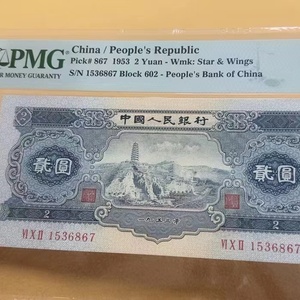 PMG
PER MONEY GUARANTY
China / People's Republic
Pick# 867 1953 2 Yuan - Wmk: Star & Wings
S/N 1536867 Block 602 - People's Bank of China
中國人民銀行
貳圓
貳圓
2
2
一九五三年
VI X II 1536867
VI X II 1536867